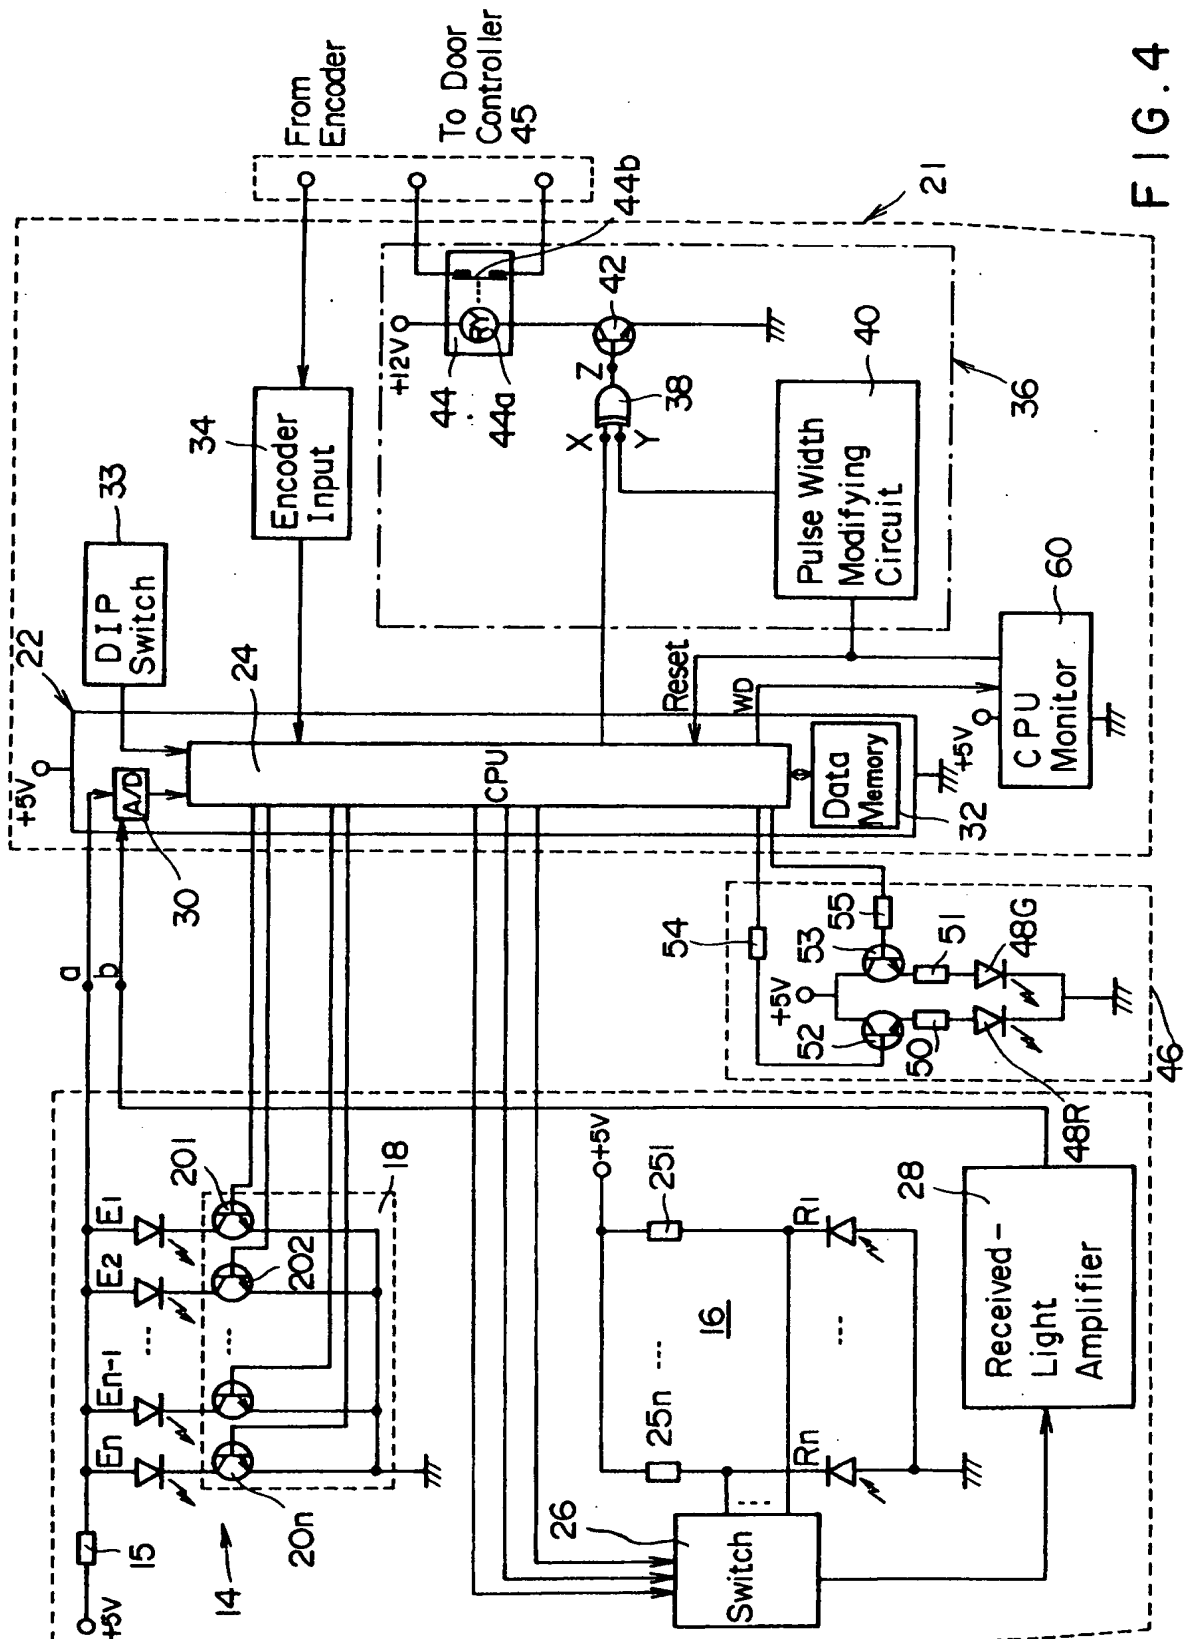 +5V
15
En
En-1
E2
E1
a
b
14
20n
202
201
18
+5V
22
A/D
30
DIP
Switch
33
24
CPU
Encoder
Input
34
From
Encoder
To Door
Controller
45
+12V
44
RY
44a
44b
X
Y
Z
38
42
Pulse Width
Modifying
Circuit
40
36
21
Reset
WD
Data
Memory
32
+5V
CPU
Monitor
60
26
Switch
25n
251
16
+5V
Rn
R1
Received-
Light
Amplifier
28
54
+5V
52
53
55
50
51
48G
48R
46
FIG.4